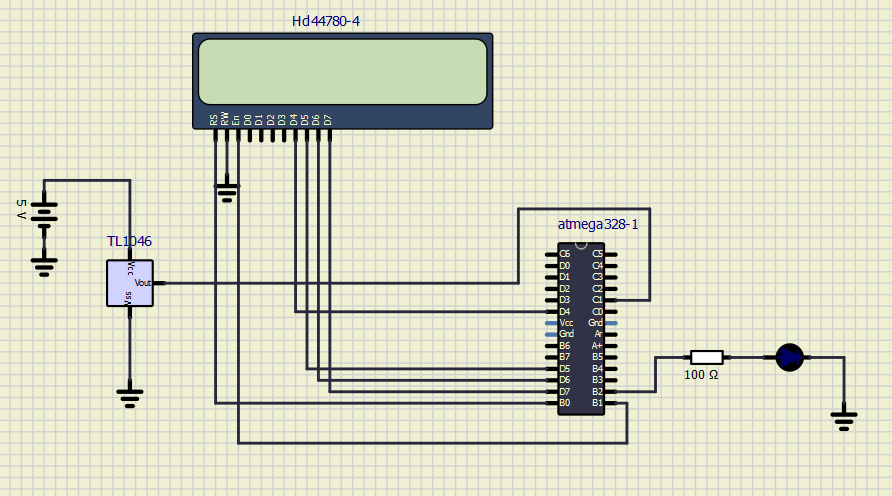 Hd44780-4
RS RW En D0 D1 D2 D3 D4 D5 D6 D7
5 V
TL1046
Vcc
Vout
Vss
atmega328-1
C6 C5
D0 C4
D1 C3
D2 C2
D3 C1
D4 C0
Vcc Gnd
Gnd Ar
B6 A+
B7 B5
D5 B4
D6 B3
D7 B2
B0 B1
100 Ω